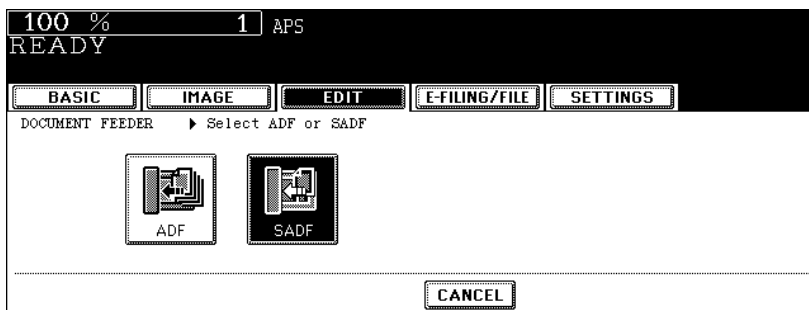 100 % 1 APS
READY
BASIC IMAGE EDIT E-FILING/FILE SETTINGS
DOCUMENT FEEDER ▶ Select ADF or SADF
ADF SADF
CANCEL